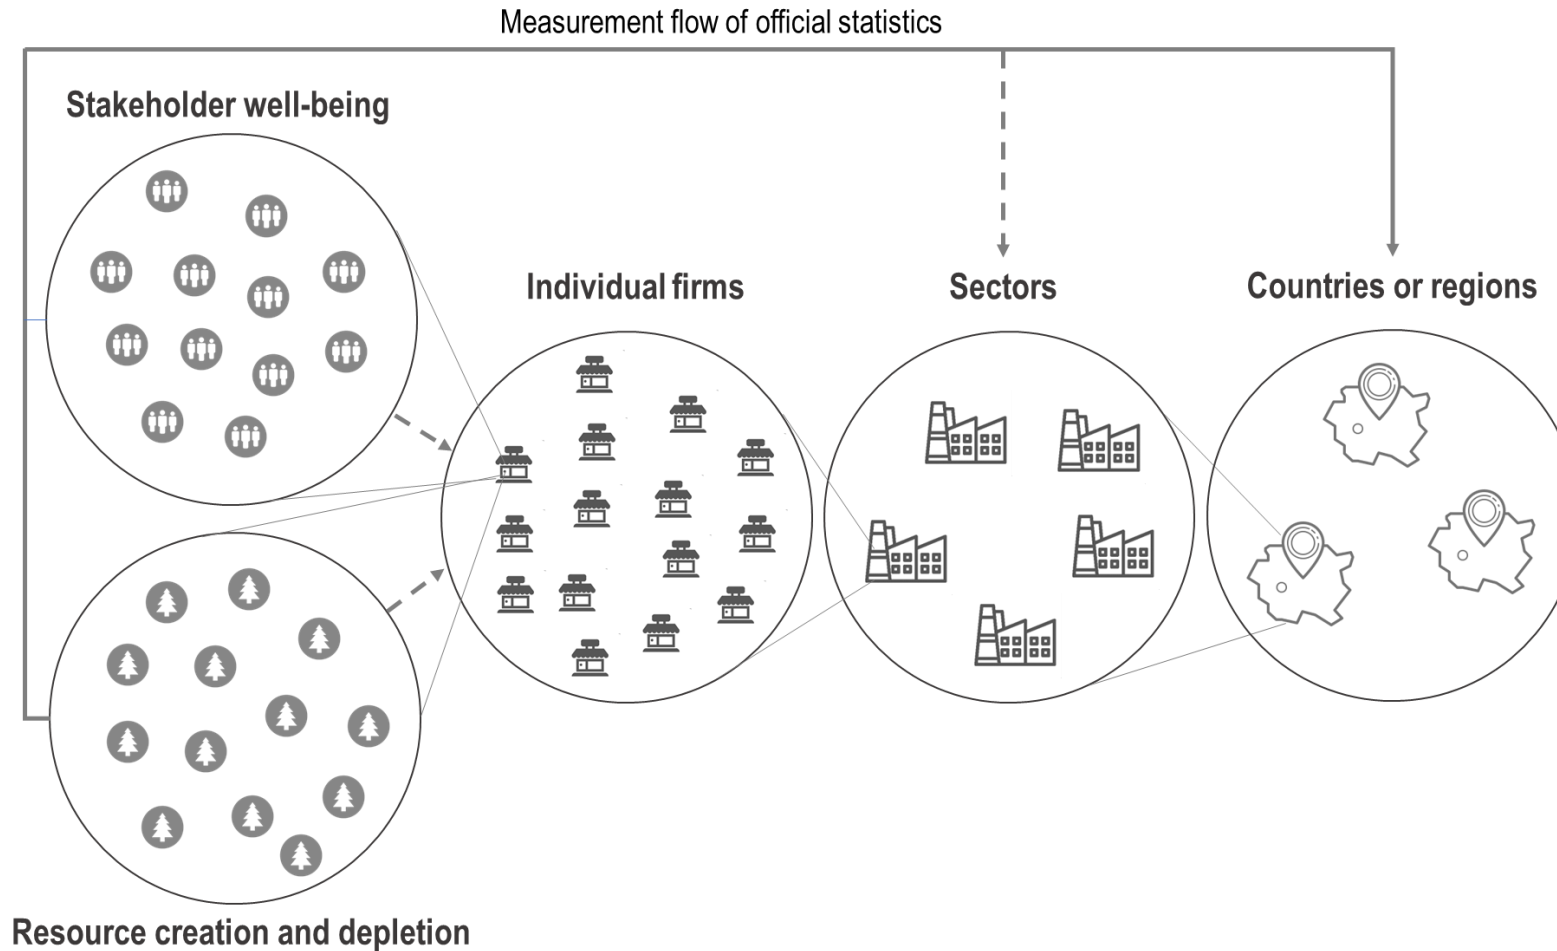 Measurement flow of official statistics
Stakeholder well-being
Individual firms
Sectors
Countries or regions
Resource creation and depletion